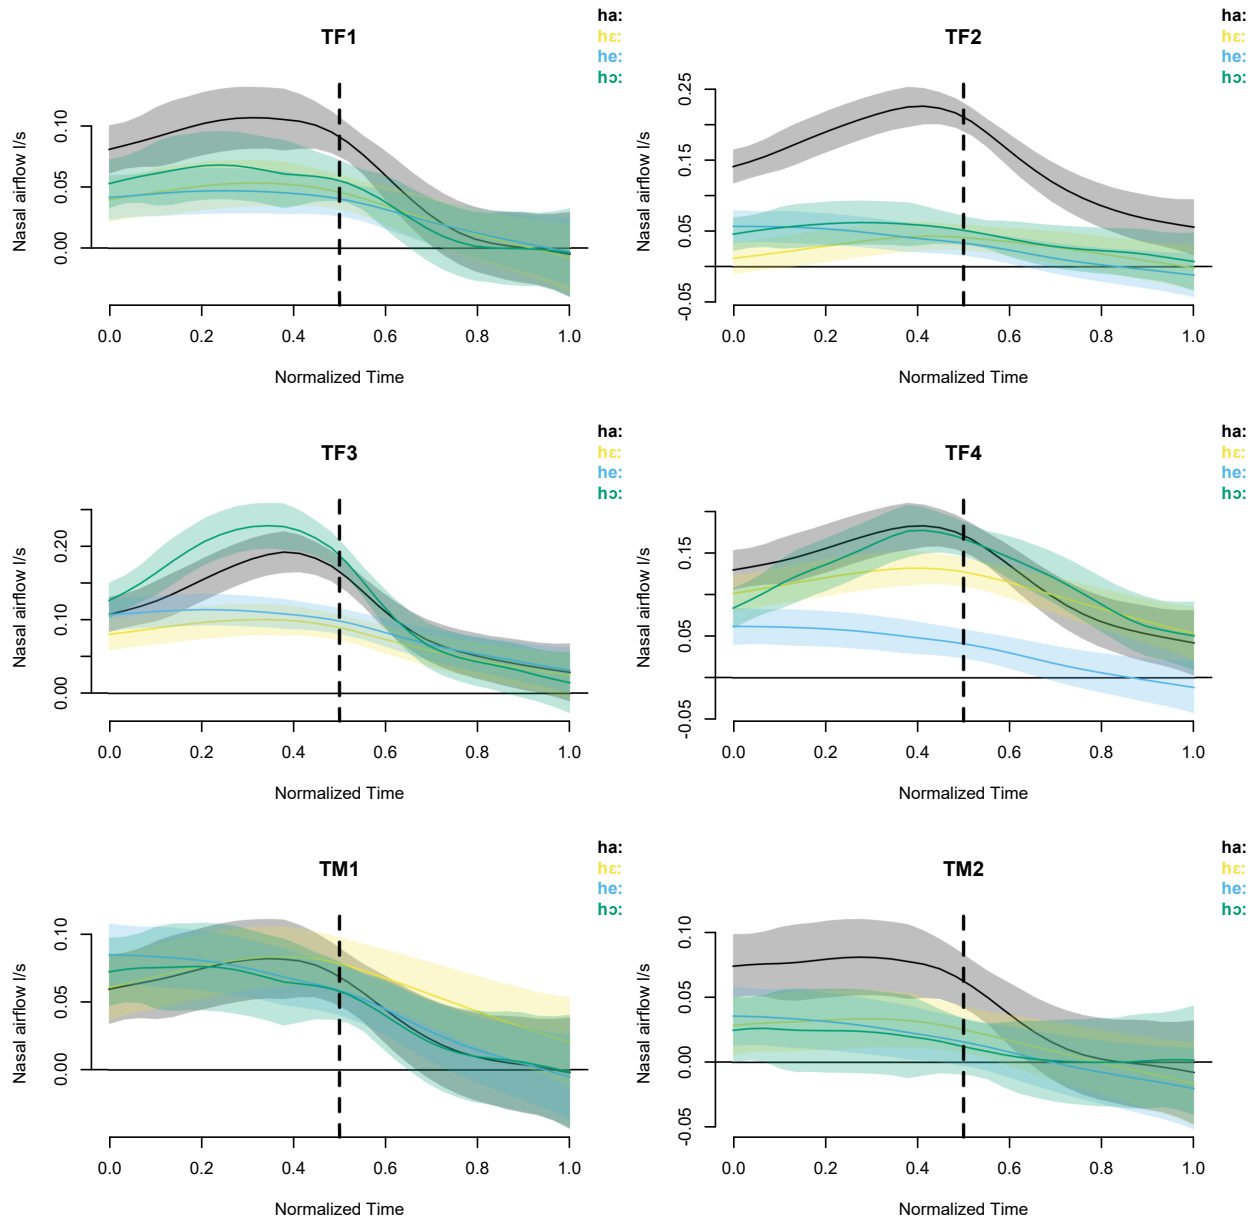 TF1
ha:
hɛ:
he:
hɔ:
Nasal airflow l/s
0.10
0.05
0.00
0.0 0.2 0.4 0.6 0.8 1.0
Normalized Time
TF2
ha:
hɛ:
he:
hɔ:
Nasal airflow l/s
0.25
0.15
0.05
-0.05
0.0 0.2 0.4 0.6 0.8 1.0
Normalized Time
TF3
ha:
hɛ:
he:
hɔ:
Nasal airflow l/s
0.20
0.10
0.00
0.0 0.2 0.4 0.6 0.8 1.0
Normalized Time
TF4
ha:
hɛ:
he:
hɔ:
Nasal airflow l/s
0.15
0.05
-0.05
0.0 0.2 0.4 0.6 0.8 1.0
Normalized Time
TM1
ha:
hɛ:
he:
hɔ:
Nasal airflow l/s
0.10
0.05
0.00
0.0 0.2 0.4 0.6 0.8 1.0
Normalized Time
TM2
ha:
hɛ:
he:
hɔ:
Nasal airflow l/s
0.10
0.05
0.00
-0.05
0.0 0.2 0.4 0.6 0.8 1.0
Normalized Time